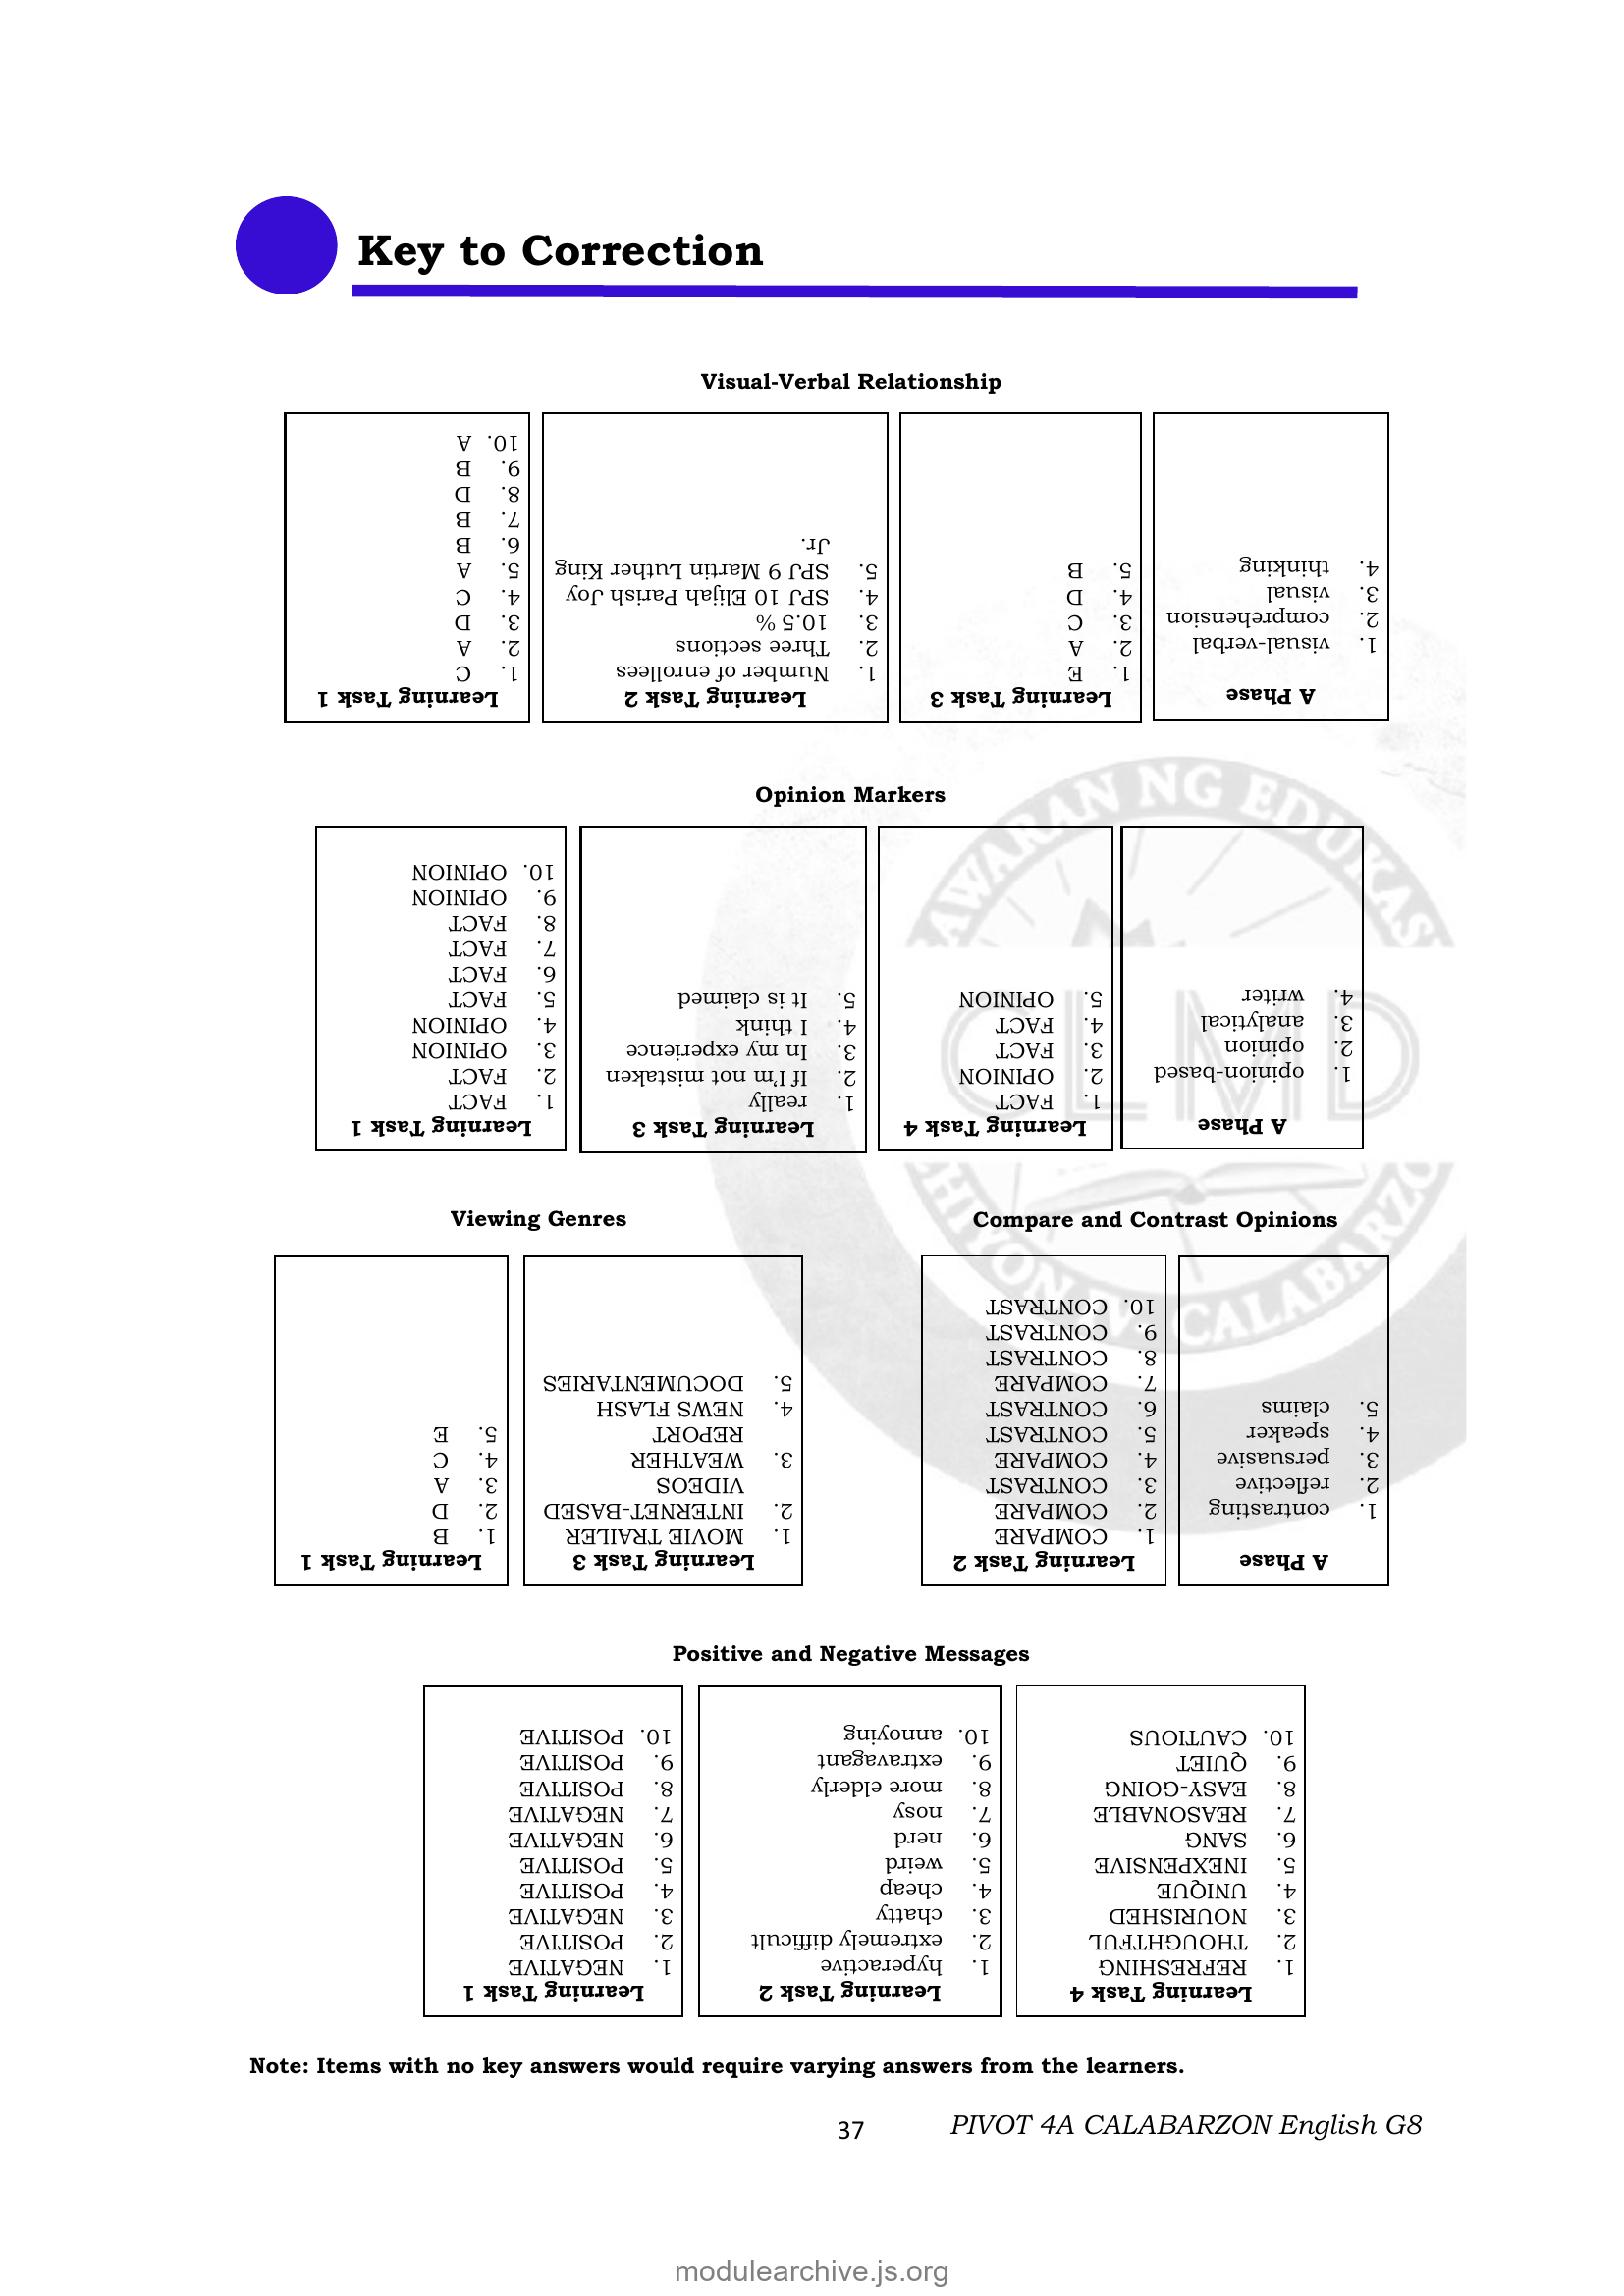 Key to Correction
Visual-Verbal Relationship
Learning Task 1
1. C
2. A
3. D
4. C
5. A
6. B
7. B
8. D
9. B
10. A
Learning Task 2
1. Number of enrollees
2. Three sections
3. 10.5 %
4. SPJ 10 Elijah Parish Joy
5. SPJ 9 Martin Luther King
Jr.
Learning Task 3
1. E
2. A
3. C
4. D
5. B
A Phase
1. visual-verbal
2. comprehension
3. visual
4. thinking
Opinion Markers
Learning Task 1
1. FACT
2. FACT
3. OPINION
4. OPINION
5. FACT
6. FACT
7. FACT
8. FACT
9. OPINION
10. OPINION
Learning Task 3
1. really
2. If I'm not mistaken
3. In my experience
4. I think
5. It is claimed
Learning Task 4
1. FACT
2. OPINION
3. FACT
4. FACT
5. OPINION
A Phase
1. opinion-based
2. opinion
3. analytical
4. writer
Viewing Genres
Learning Task 1
1. B
2. D
3. A
4. C
5. E
Learning Task 3
1. MOVIE TRAILER
2. INTERNET-BASED
VIDEOS
3. WEATHER
REPORT
4. NEWS FLASH
5. DOCUMENTARIES
Compare and Contrast Opinions
Learning Task 2
1. COMPARE
2. COMPARE
3. CONTRAST
4. COMPARE
5. CONTRAST
6. CONTRAST
7. COMPARE
8. CONTRAST
9. CONTRAST
10. CONTRAST
A Phase
1. contrasting
2. reflective
3. persuasive
4. speaker
5. claims
Positive and Negative Messages
Learning Task 1
1. NEGATIVE
2. POSITIVE
3. NEGATIVE
4. POSITIVE
5. POSITIVE
6. NEGATIVE
7. NEGATIVE
8. POSITIVE
9. POSITIVE
10. POSITIVE
Learning Task 2
1. hyperactive
2. extremely difficult
3. chatty
4. cheap
5. weird
6. nerd
7. nosy
8. more elderly
9. extravagant
10. annoying
Learning Task 4
1. REFRESHING
2. THOUGHTFUL
3. NOURISHED
4. UNIQUE
5. INEXPENSIVE
6. SANG
7. REASONABLE
8. EASY-GOING
9. QUIET
10. CAUTIOUS
CLMD
Note: Items with no key answers would require varying answers from the learners.
37
PIVOT 4A CALABARZON English G8
modulearchive.js.org